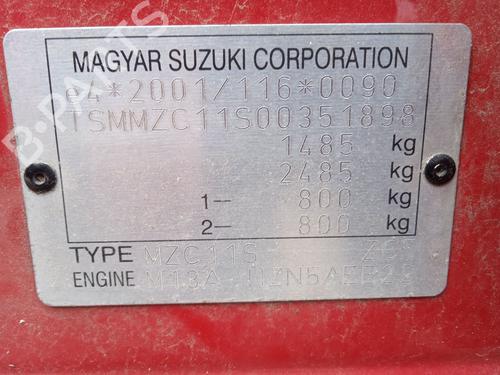 MAGYAR SUZUKI CORPORATION
e4*2001/116*0090
TSMMZC11S00351898
1485 kg
2485 kg
1— 800 kg
2— 800 kg
TYPE MZC11S
ENGINE M13A
B-PARTS